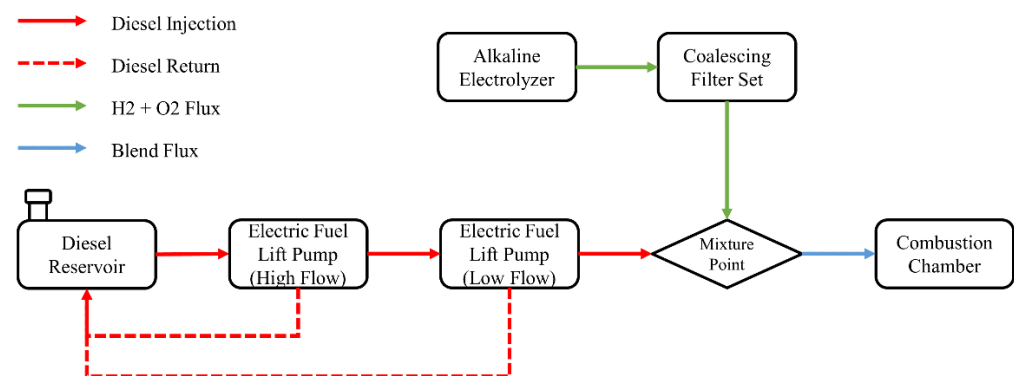 Diesel Injection
Diesel Return
H2 + O2 Flux
Blend Flux
Alkaline
Electrolyzer
Coalescing
Filter Set
Diesel
Reservoir
Electric Fuel
Lift Pump
(High Flow)
Electric Fuel
Lift Pump
(Low Flow)
Mixture
Point
Combustion
Chamber